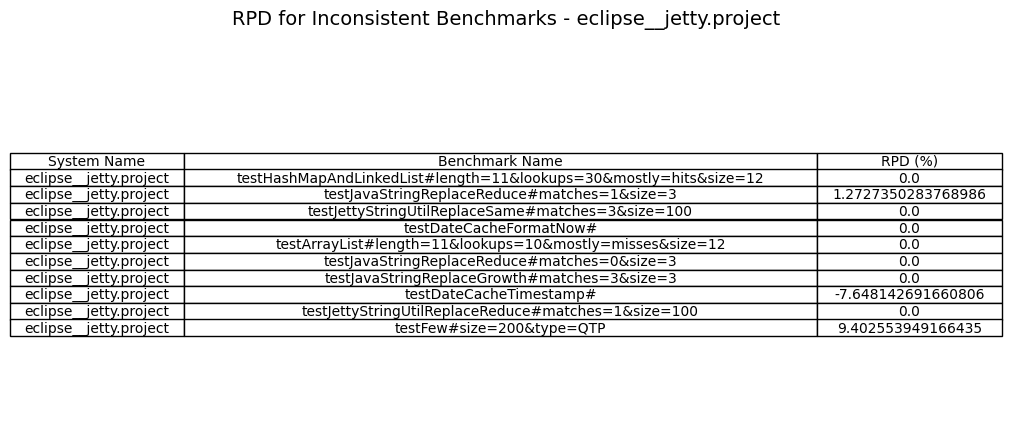 RPD for Inconsistent Benchmarks - eclipse__jetty.project
System Name Benchmark Name RPD (%)
eclipse__jetty.project testHashMapAndLinkedList#length=11&lookups=30&mostly=hits&size=12 0.0
eclipse__jetty.project testJavaStringReplaceReduce#matches=1&size=3 1.2727350283768986
eclipse__jetty.project testJettyStringUtilReplaceSame#matches=3&size=100 0.0
eclipse__jetty.project testDateCacheFormatNow# 0.0
eclipse__jetty.project testArrayList#length=11&lookups=10&mostly=misses&size=12 0.0
eclipse__jetty.project testJavaStringReplaceReduce#matches=0&size=3 0.0
eclipse__jetty.project testJavaStringReplaceGrowth#matches=3&size=3 0.0
eclipse__jetty.project testDateCacheTimestamp# -7.648142691660806
eclipse__jetty.project testJettyStringUtilReplaceReduce#matches=1&size=100 0.0
eclipse__jetty.project testFew#size=200&type=QTP 9.402553949166435